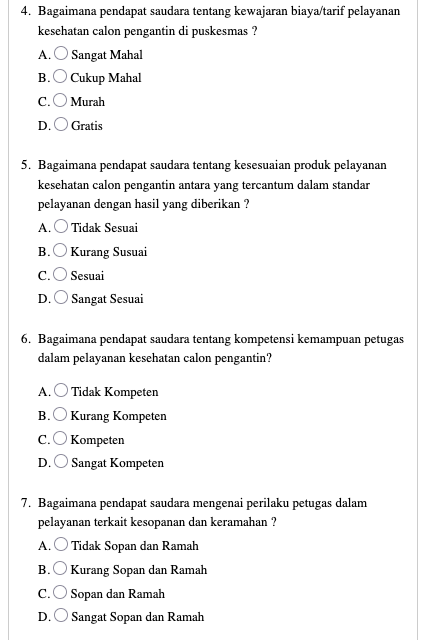 4. Bagaimana pendapat saudara tentang kewajaran biaya/tarif pelayanan
kesehatan calon pengantin di puskesmas ?
A. Sangat Mahal
B. Cukup Mahal
C. Murah
D. Gratis
5. Bagaimana pendapat saudara tentang kesesuaian produk pelayanan
kesehatan calon pengantin antara yang tercantum dalam standar
pelayanan dengan hasil yang diberikan ?
A. Tidak Sesuai
B. Kurang Susuai
C. Sesuai
D. Sangat Sesuai
6. Bagaimana pendapat saudara tentang kompetensi kemampuan petugas
dalam pelayanan kesehatan calon pengantin?
A. Tidak Kompeten
B. Kurang Kompeten
C. Kompeten
D. Sangat Kompeten
7. Bagaimana pendapat saudara mengenai perilaku petugas dalam
pelayanan terkait kesopanan dan keramahan ?
A. Tidak Sopan dan Ramah
B. Kurang Sopan dan Ramah
C. Sopan dan Ramah
D. Sangat Sopan dan Ramah